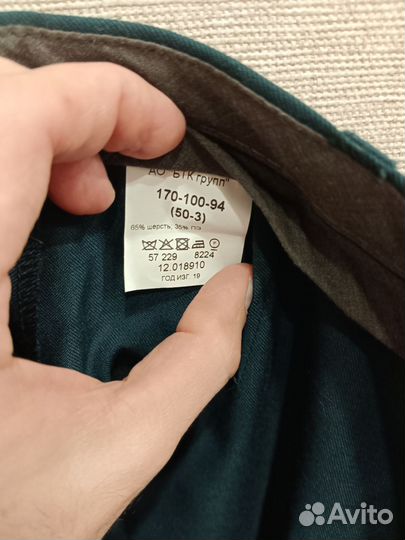 АО "БТК групп"
170-100-94
(50-3)
65% шерсть, 35% ПЭ
57 229 8224
12.018910
ГОД ИЗГ. 19
Avito